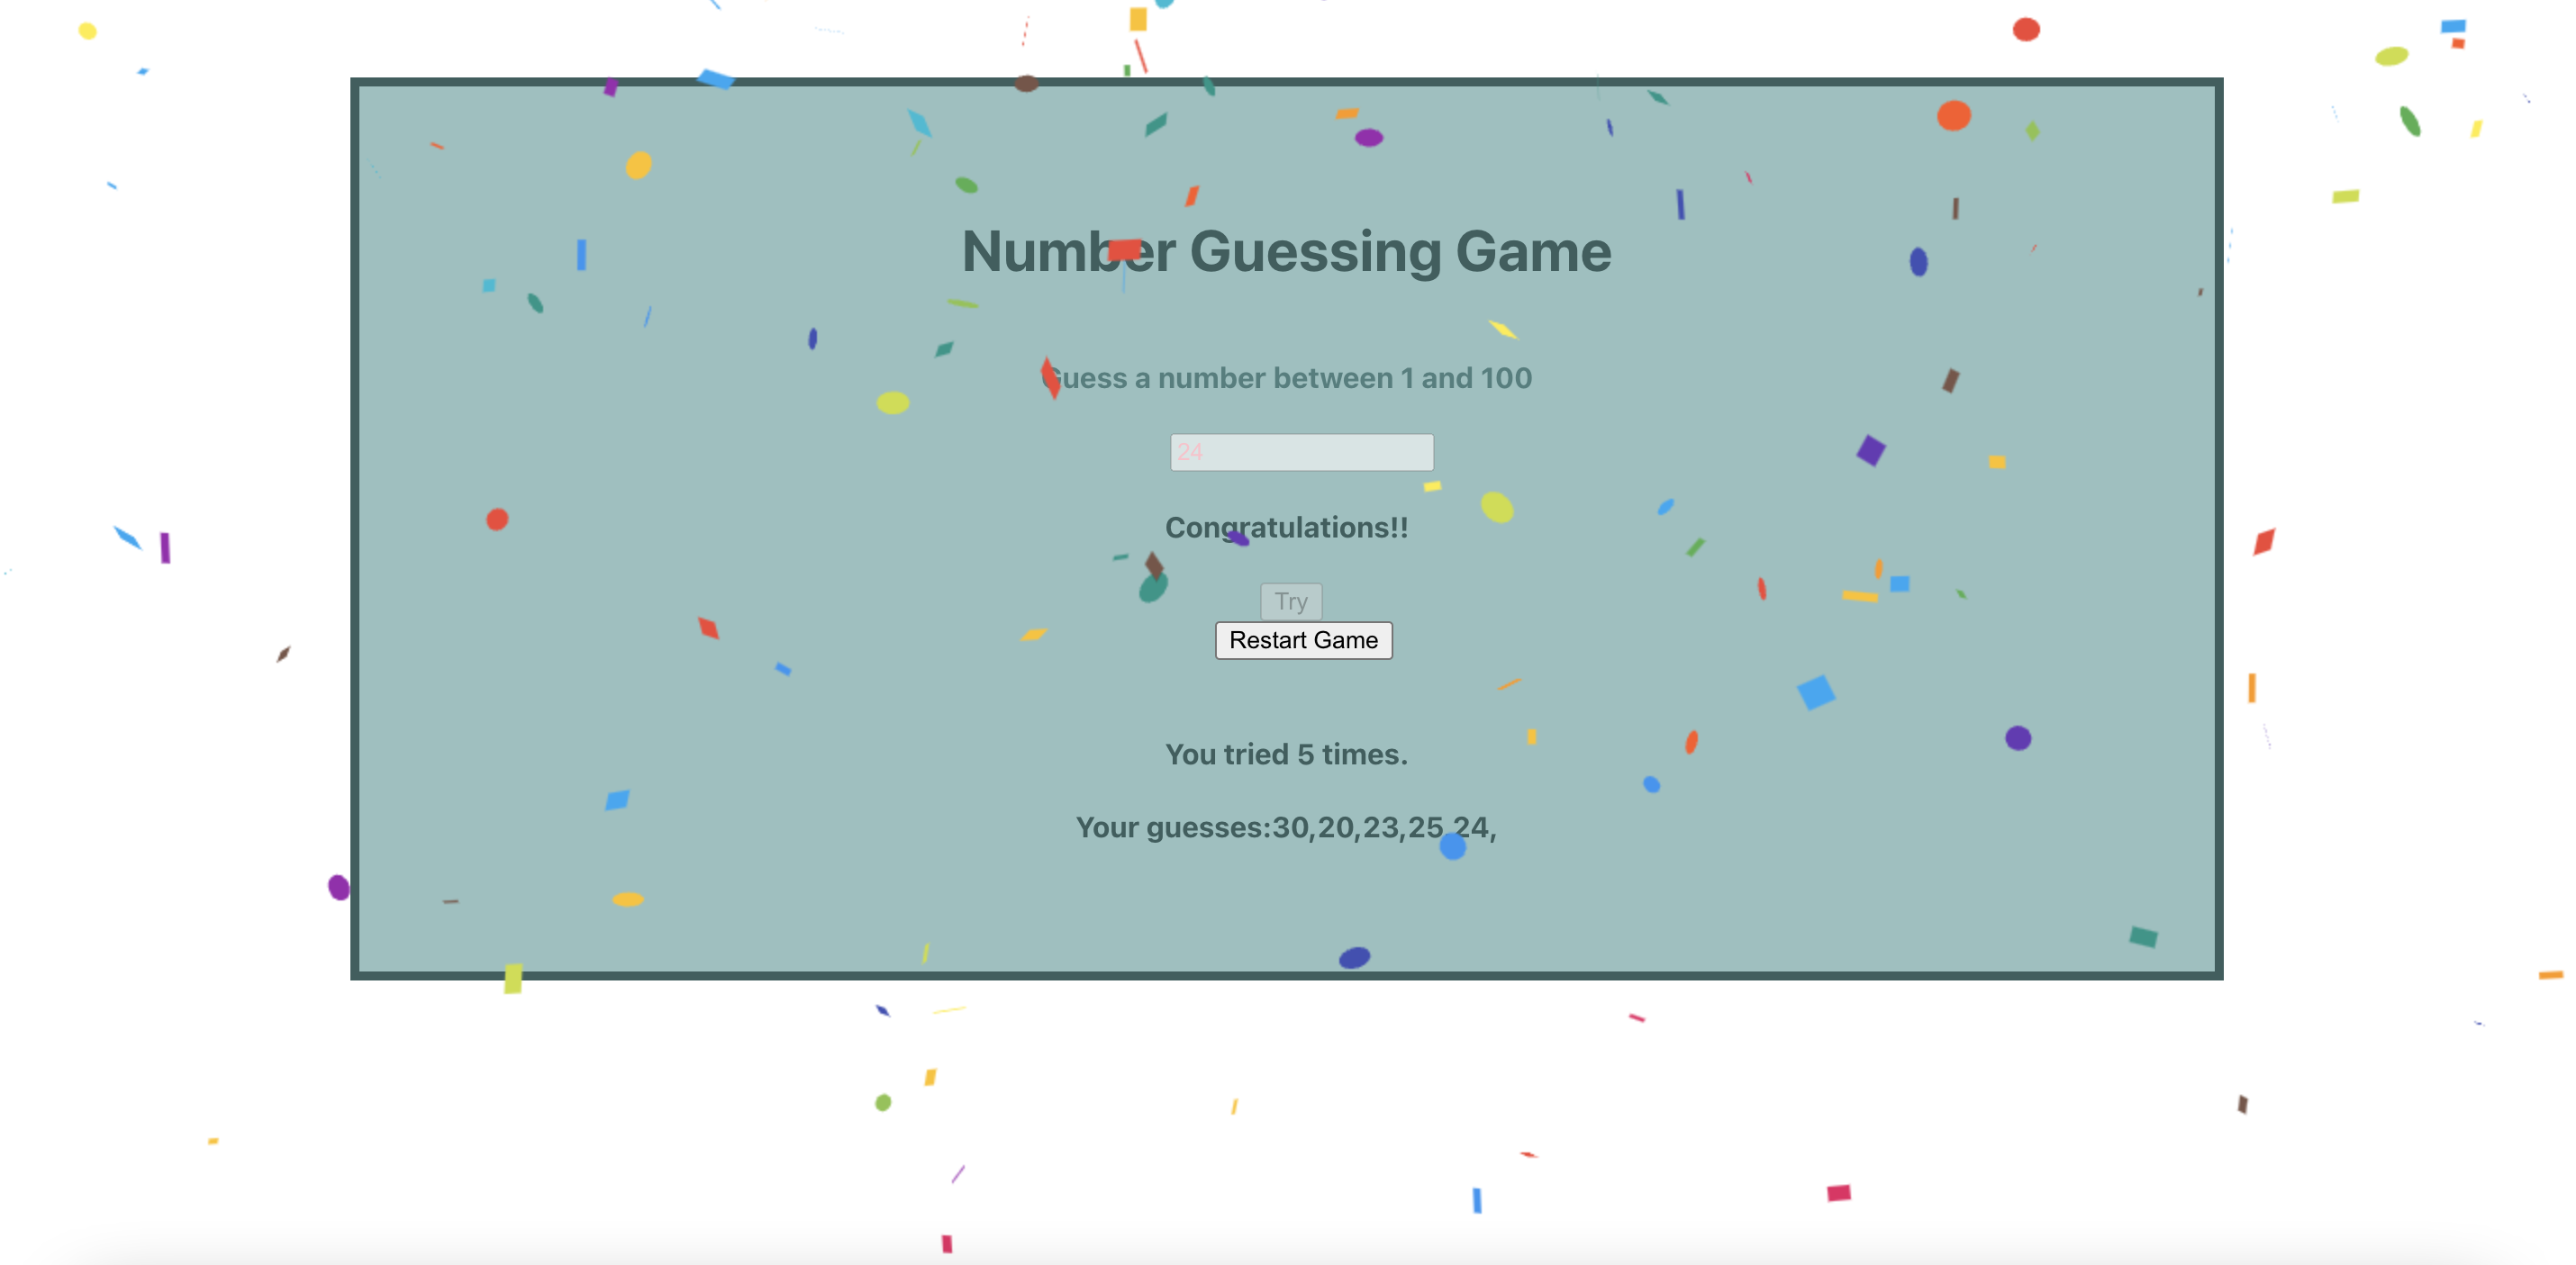 Number Guessing Game
Guess a number between 1 and 100
24
Congratulations!!
Try
Restart Game
You tried 5 times.
Your guesses:30,20,23,25,24,